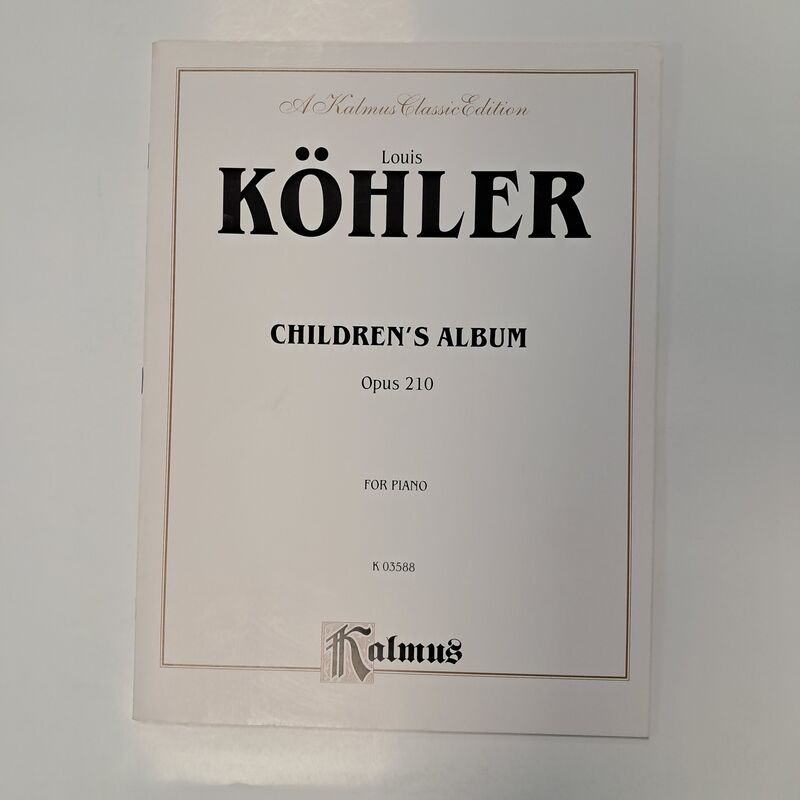 A Kalmus Classic Edition
Louis
KÖHLER
CHILDREN'S ALBUM
Opus 210
FOR PIANO
K 03588
Kalmus